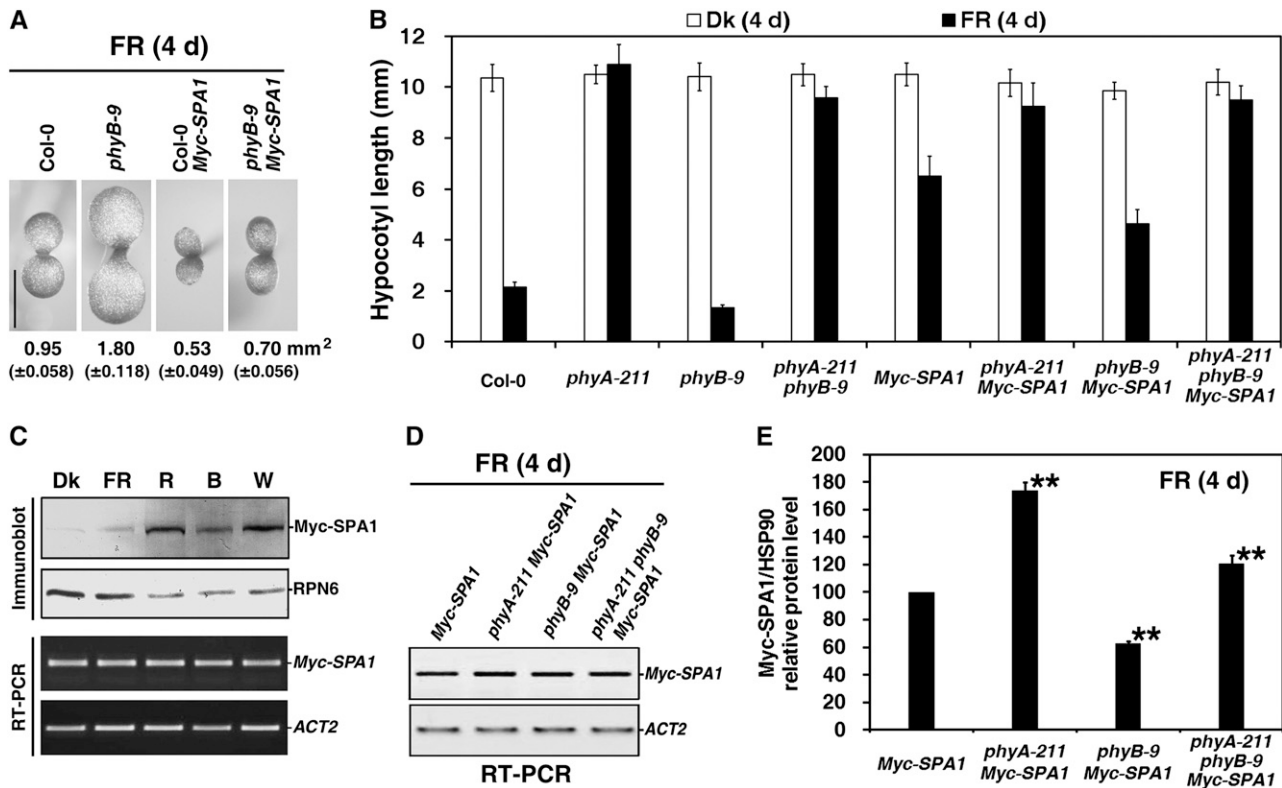 A
FR (4 d)
Col-0
phyB-9
Col-0
Myc-SPA1
phyB-9
Myc-SPA1
0.95
1.80
0.53
0.70 mm2
(±0.058)
(±0.118)
(±0.049)
(±0.056)
B
Dk (4 d)
FR (4 d)
Hypocotyl length (mm)
12
10
8
6
4
2
0
Col-0
phyA-211
phyB-9
phyA-211
phyB-9
Myc-SPA1
phyA-211
Myc-SPA1
phyB-9
Myc-SPA1
phyA-211
phyB-9
Myc-SPA1
C
Dk FR R B W
Immunoblot
Myc-SPA1
RPN6
RT-PCR
Myc-SPA1
ACT2
D
FR (4 d)
Myc-SPA1
phyA-211 Myc-SPA1
phyB-9 Myc-SPA1
phyA-211 phyB-9
Myc-SPA1
Myc-SPA1
ACT2
RT-PCR
E
FR (4 d)
Myc-SPA1/HSP90
relative protein level
200
180
160
140
120
100
80
60
40
20
0
**
**
**
Myc-SPA1
phyA-211
Myc-SPA1
phyB-9
Myc-SPA1
phyA-211
phyB-9
Myc-SPA1